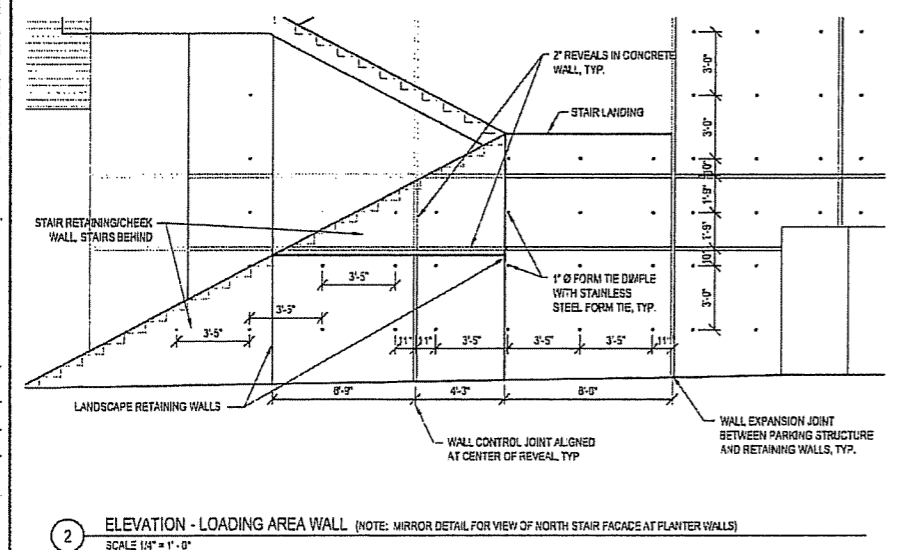 2" REVEALS IN CONCRETE
WALL, TYP.
STAIR LANDING
3'-0"
3'-0"
10"
1'-9"
1'-9"
10"
3'-0"
STAIR RETAINING/CHEEK
WALL, STAIRS BEHIND
1" Ø FORM TIE DIMPLE
WITH STAINLESS
STEEL FORM TIE, TYP.
3'-5"
3'-5"
3'-5"
11"
11"
3'-5"
3'-5"
3'-5"
11"
LANDSCAPE RETAINING WALLS
4'-3"
WALL CONTROL JOINT ALIGNED
AT CENTER OF REVEAL TYP
WALL EXPANSION JOINT
BETWEEN PARKING STRUCTURE
AND RETAINING WALLS, TYP.
2
ELEVATION - LOADING AREA WALL (NOTE: MIRROR DETAIL FOR VIEW OF NORTH STAIR FACADE AT PLANTER WALLS)
SCALE 1/4" = 1'-0"